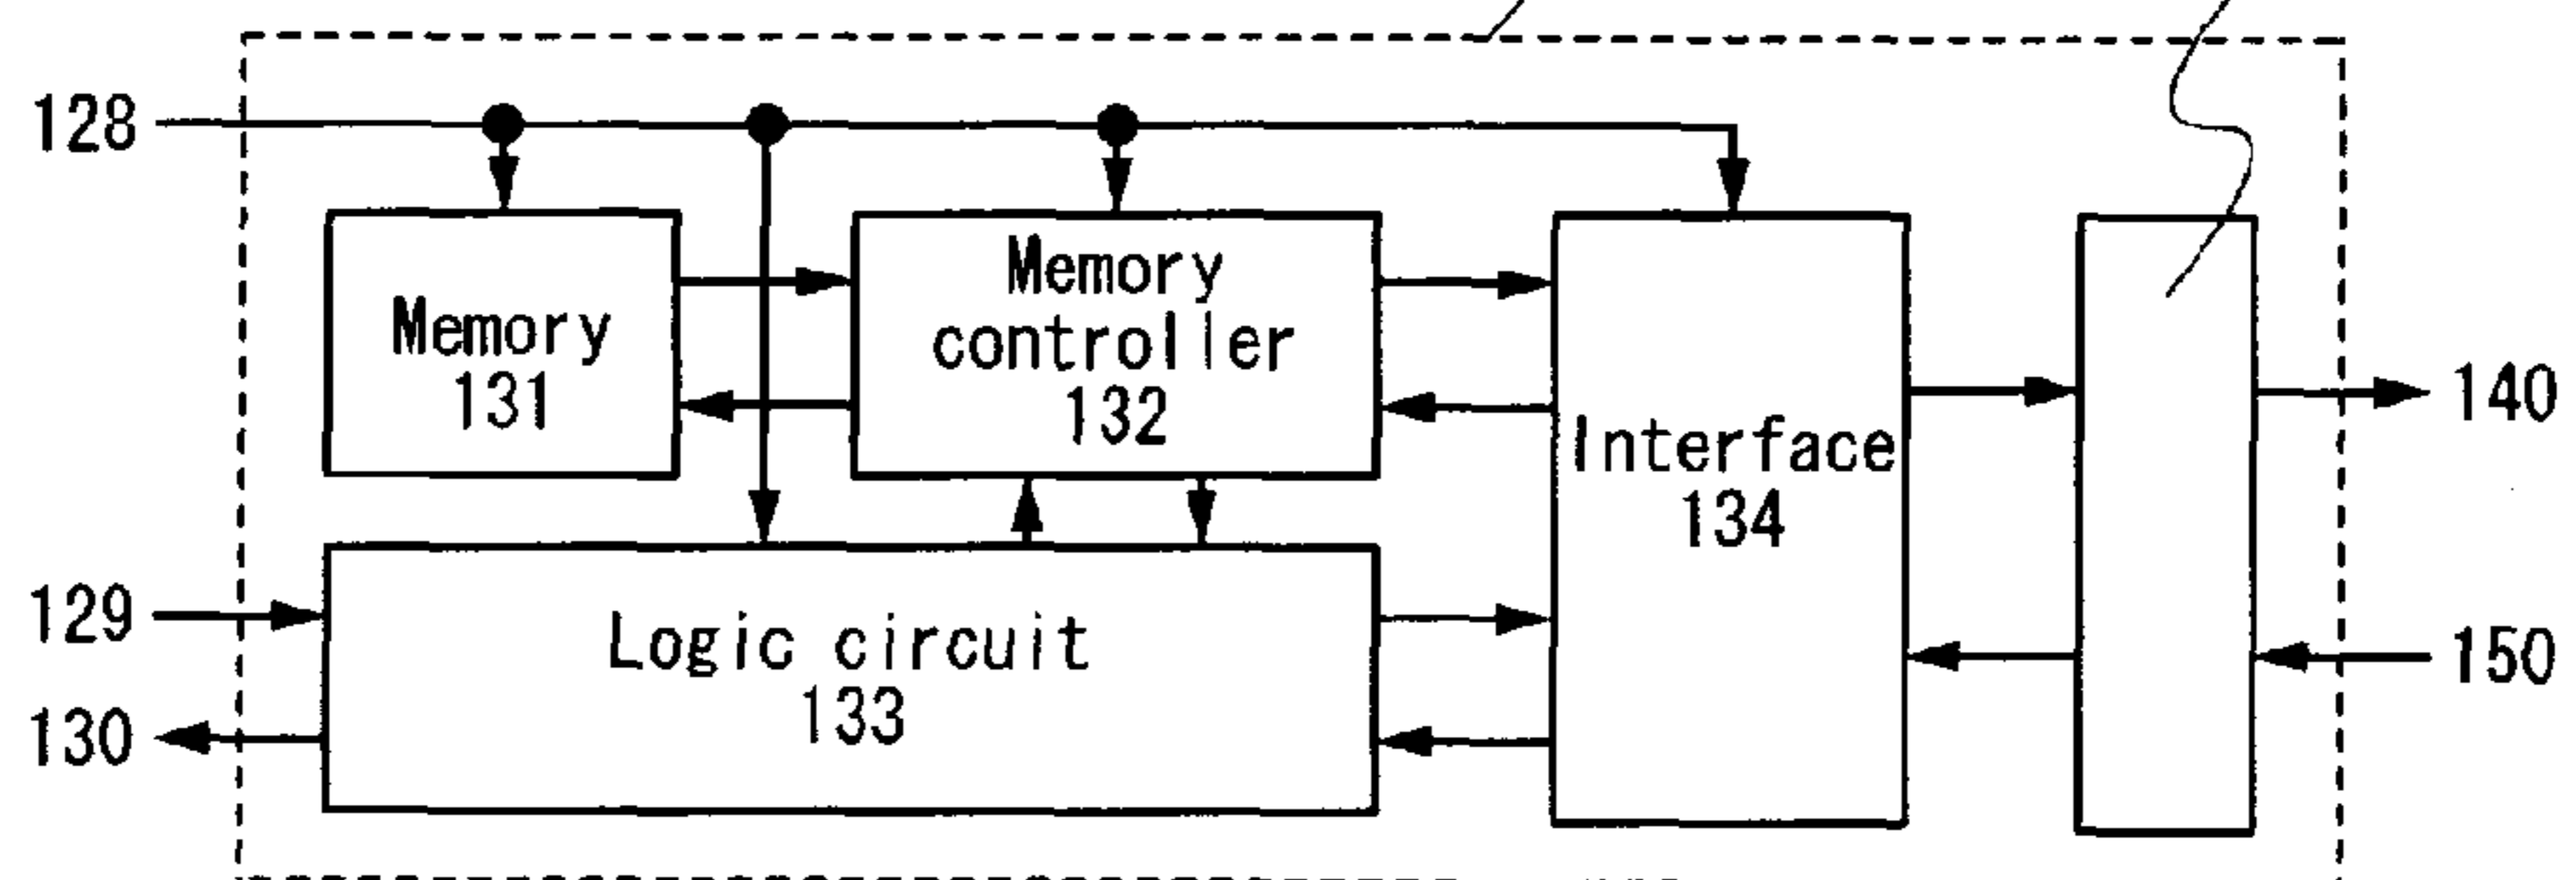 128
Memory
131
Memory
controller
132
Interface
134
140
129
Logic circuit
133
150
130